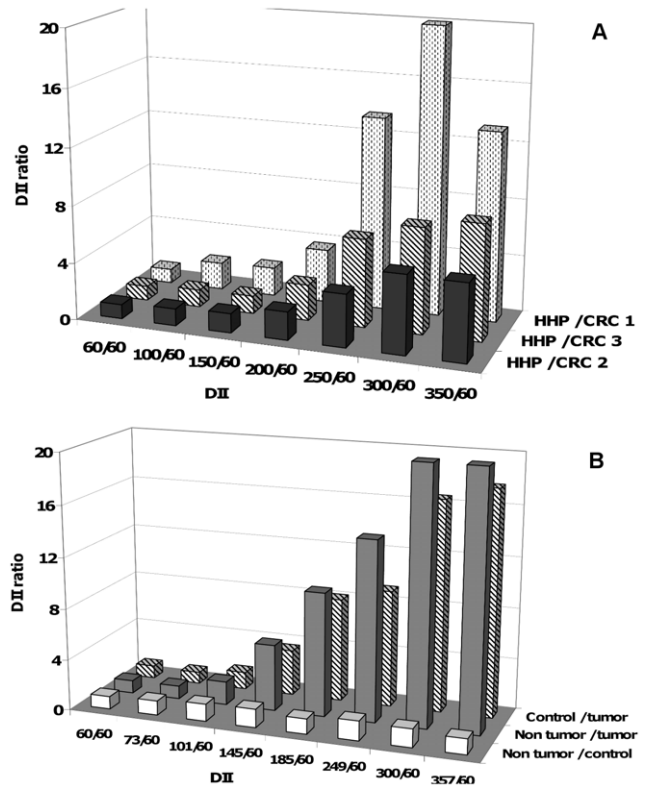 A
20
16
12
8
4
0
DII ratio
60/60
100/60
150/60
200/60
250/60
300/60
350/60
DII
HHP /CRC 1
HHP /CRC 3
HHP /CRC 2
B
20
16
12
8
4
0
DII ratio
60/60
73/60
101/60
145/60
185/60
249/60
300/60
357/60
DII
Control /tumor
Non tumor /tumor
Non tumor /control